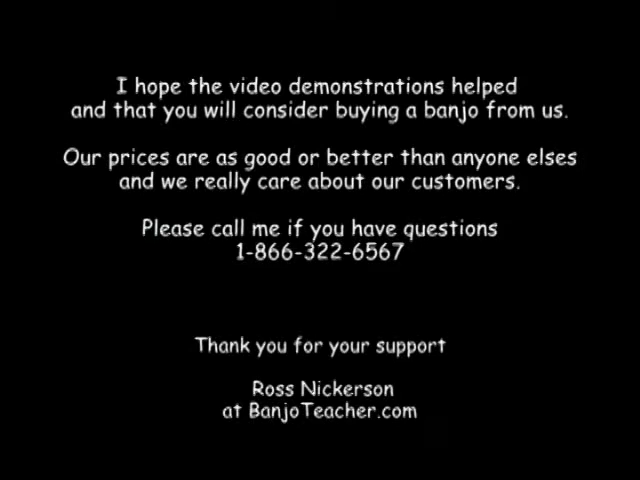 I hope the video demonstrations helped
and that you will consider buying a banjo from us.
Our prices are as good or better than anyone elses
and we really care about our customers.
Please call me if you have questions
1-866-322-6567
Thank you for your support
Ross Nickerson
at BanjoTeacher.com